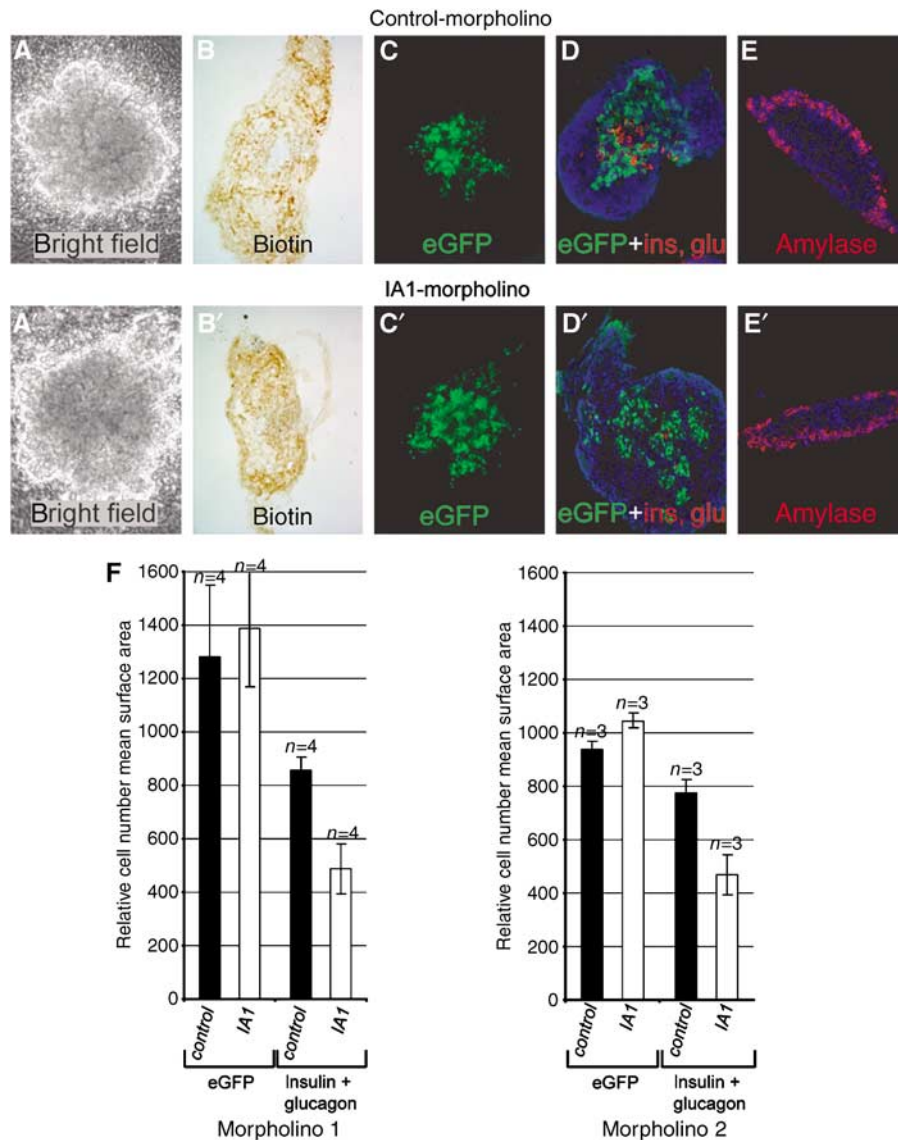 Control-morpholino
A B C D E
Bright field Biotin eGFP eGFP+ins, glu Amylase
IA1-morpholino
A′ B′ C′ D′ E′
Bright field Biotin eGFP eGFP+ins, glu Amylase
F
Relative cell number mean surface area
1600
1400
1200
1000
800
600
400
200
0
n=4
n=4
n=4
n=4
control
IA1
control
IA1
eGFP
Insulin +
glucagon
Morpholino 1
Relative cell number mean surface area
1600
1400
1200
1000
800
600
400
200
0
n=3
n=3
n=3
n=3
control
IA1
control
IA1
eGFP
Insulin +
glucagon
Morpholino 2